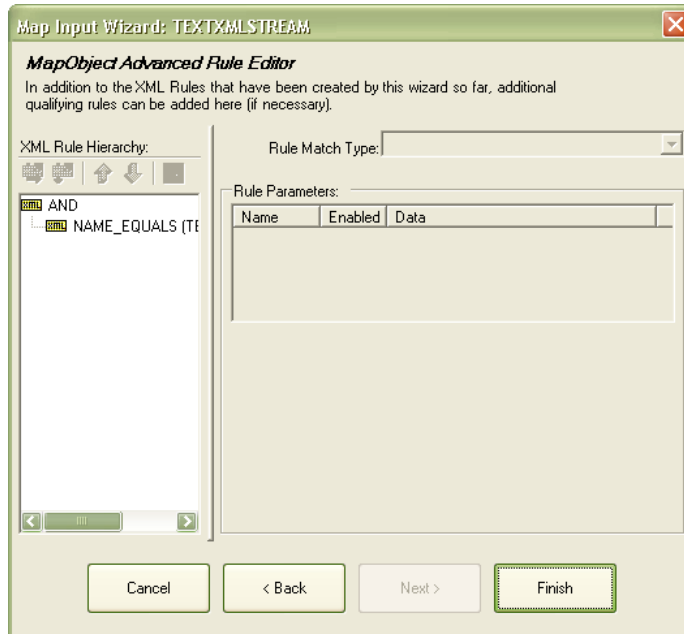 Map Input Wizard: TEXTXMLSTREAM
MapObject Advanced Rule Editor
In addition to the XML Rules that have been created by this wizard so far, additional
qualifying rules can be added here (if necessary).
XML Rule Hierarchy:
Rule Match Type:
xml AND
xml NAME_EQUALS (TE
Rule Parameters:
Name Enabled Data
Cancel < Back Next > Finish